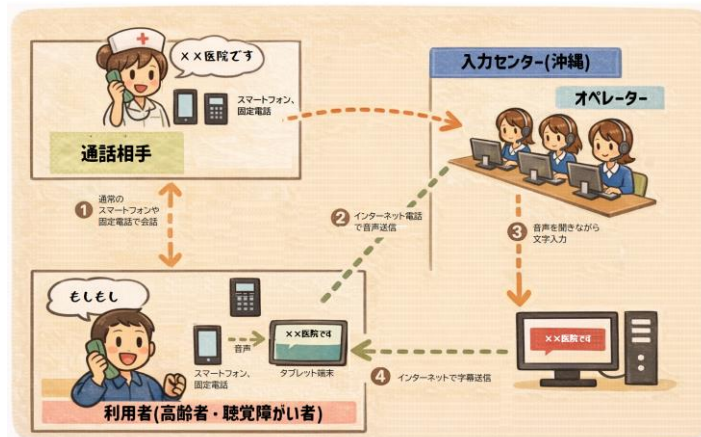 ××医院です
スマートフォン、
固定電話
通話相手
入力センター(沖縄)
オペレーター
1
通常の
スマートフォンや
固定電話で会話
2
インターネット電話
で音声送信
3
音声を聞きながら
文字入力
もしもし
音声
スマートフォン、
固定電話
××医院です
タブレット端末
××医院です
4
インターネットで字幕送信
利用者(高齢者・聴覚障がい者)